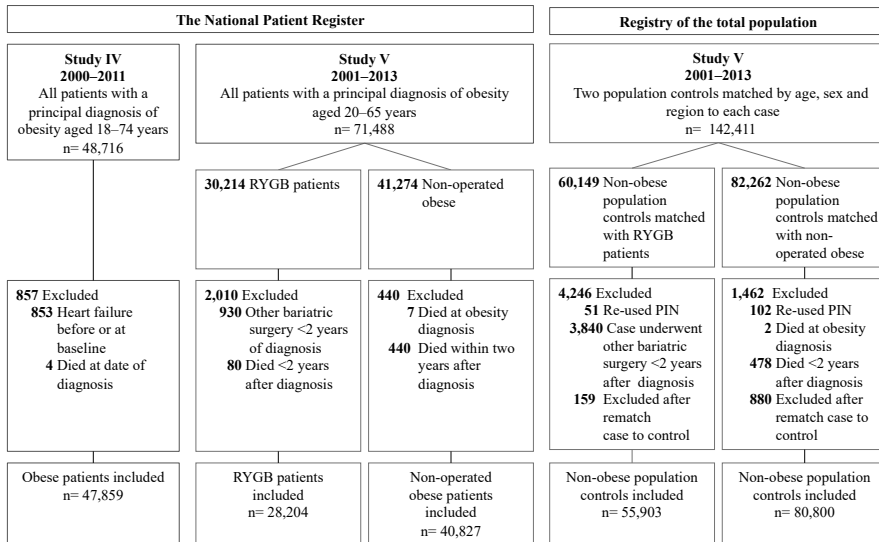 The National Patient Register
Registry of the total population
Study IV
2000–2011
All patients with a
principal diagnosis of
obesity aged 18–74 years
n= 48,716
Study V
2001–2013
All patients with a principal diagnosis of obesity
aged 20–65 years
n= 71,488
Study V
2001–2013
Two population controls matched by age, sex and
region to each case
n= 142,411
30,214 RYGB patients
41,274 Non-operated
obese
60,149 Non-obese
population
controls matched
with RYGB
patients
82,262 Non-obese
population
controls matched
with non-
operated obese
857 Excluded
853 Heart failure
before or at
baseline
4 Died at date of
diagnosis
2,010 Excluded
930 Other bariatric
surgery <2 years
of diagnosis
80 Died <2 years
after diagnosis
440 Excluded
7 Died at obesity
diagnosis
440 Died within two
years after
diagnosis
4,246 Excluded
51 Re-used PIN
3,840 Case underwent
other bariatric
surgery <2 years
after diagnosis
159 Excluded after
rematch
case to control
1,462 Excluded
102 Re-used PIN
2 Died at obesity
diagnosis
478 Died <2 years
after diagnosis
880 Excluded after
rematch case to
control
Obese patients included
n= 47,859
RYGB patients
included
n= 28,204
Non-operated
obese patients
included
n= 40,827
Non-obese population
controls included
n= 55,903
Non-obese population
controls included
n= 80,800